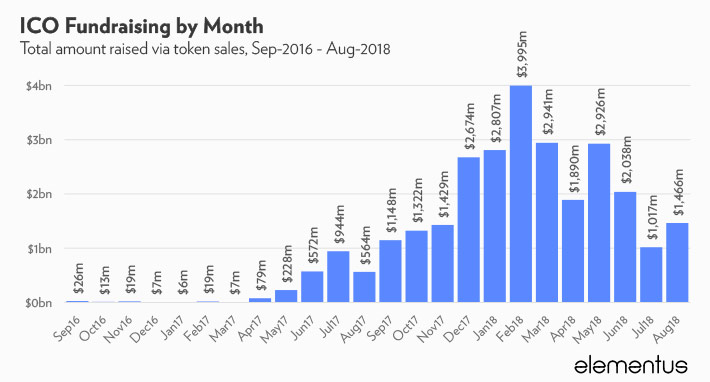 ICO Fundraising by Month
Total amount raised via token sales, Sep-2016 - Aug-2018
$4bn
$3bn
$2bn
$1bn
$0bn
$26m
$13m
$19m
$7m
$6m
$19m
$7m
$79m
$228m
$572m
$944m
$564m
$1,148m
$1,322m
$1,429m
$2,674m
$2,807m
$3,995m
$2,941m
$1,890m
$2,926m
$2,038m
$1,017m
$1,466m
Sep16
Oct16
Nov16
Dec16
Jan17
Feb17
Mar17
Apr17
May17
Jun17
Jul17
Aug17
Sep17
Oct17
Nov17
Dec17
Jan18
Feb18
Mar18
Apr18
May18
Jun18
Jul18
Aug18
elementus